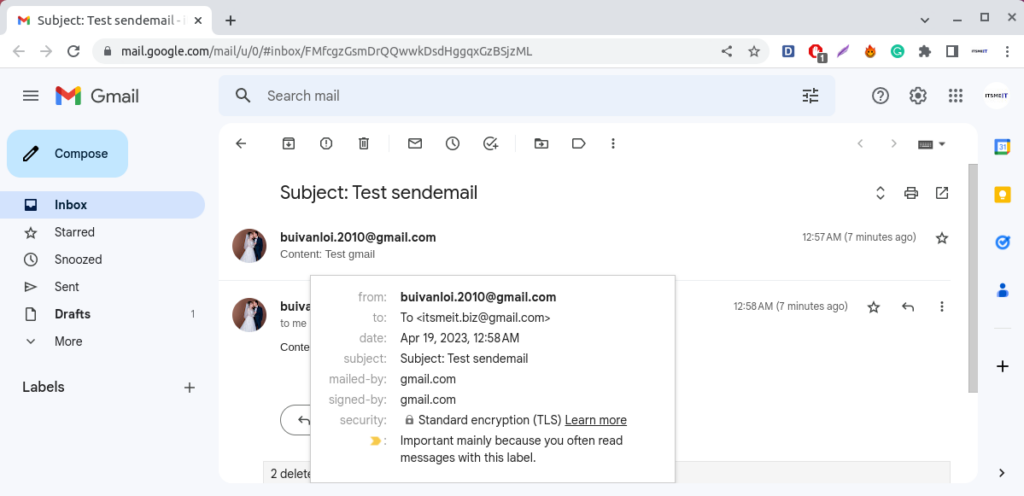 Subject: Test sendemail -
mail.google.com/mail/u/0/#inbox/FMfcgzGsmDrQQwwkDsdHggqxGzBSjzML
1
ITSMEIT
Gmail
Search mail
ITSMEIT
Compose
Inbox
Starred
Snoozed
Sent
Drafts 1
More
Labels
Subject: Test sendemail
buivanloi.2010@gmail.com 12:57 AM (7 minutes ago)
Content: Test gmail
buiva 12:58 AM (7 minutes ago)
to me
Conte
from: buivanloi.2010@gmail.com
to: To <itsmeit.biz@gmail.com>
date: Apr 19, 2023, 12:58 AM
subject: Subject: Test sendemail
mailed-by: gmail.com
signed-by: gmail.com
security: Standard encryption (TLS) Learn more
: Important mainly because you often read
messages with this label.
2 delete
31